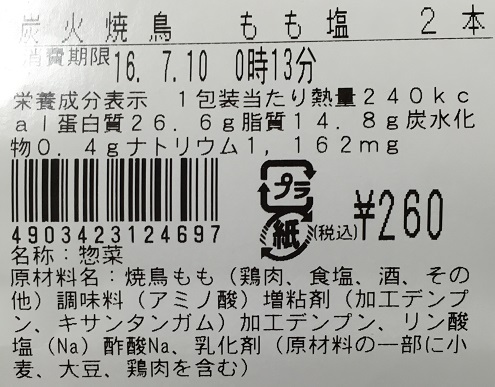 炭火焼鳥　もも塩　２本
消費期限 16. 7.10 0時13分
栄養成分表示　１包装当たり熱量２４０ｋｃ
ａｌ蛋白質２６．６ｇ脂質１４．８ｇ炭水化
物０．４ｇナトリウム１，１６２ｍｇ
プラ
紙
(税込) ¥260
4903423124697
名称：惣菜
原材料名：焼鳥もも（鶏肉、食塩、酒、その
他）調味料（アミノ酸）増粘剤（加工デンプ
ン、キサンタンガム）加工デンプン、リン酸
塩（Na）酢酸Na、乳化剤（原材料の一部に小
麦、大豆、鶏肉を含む）